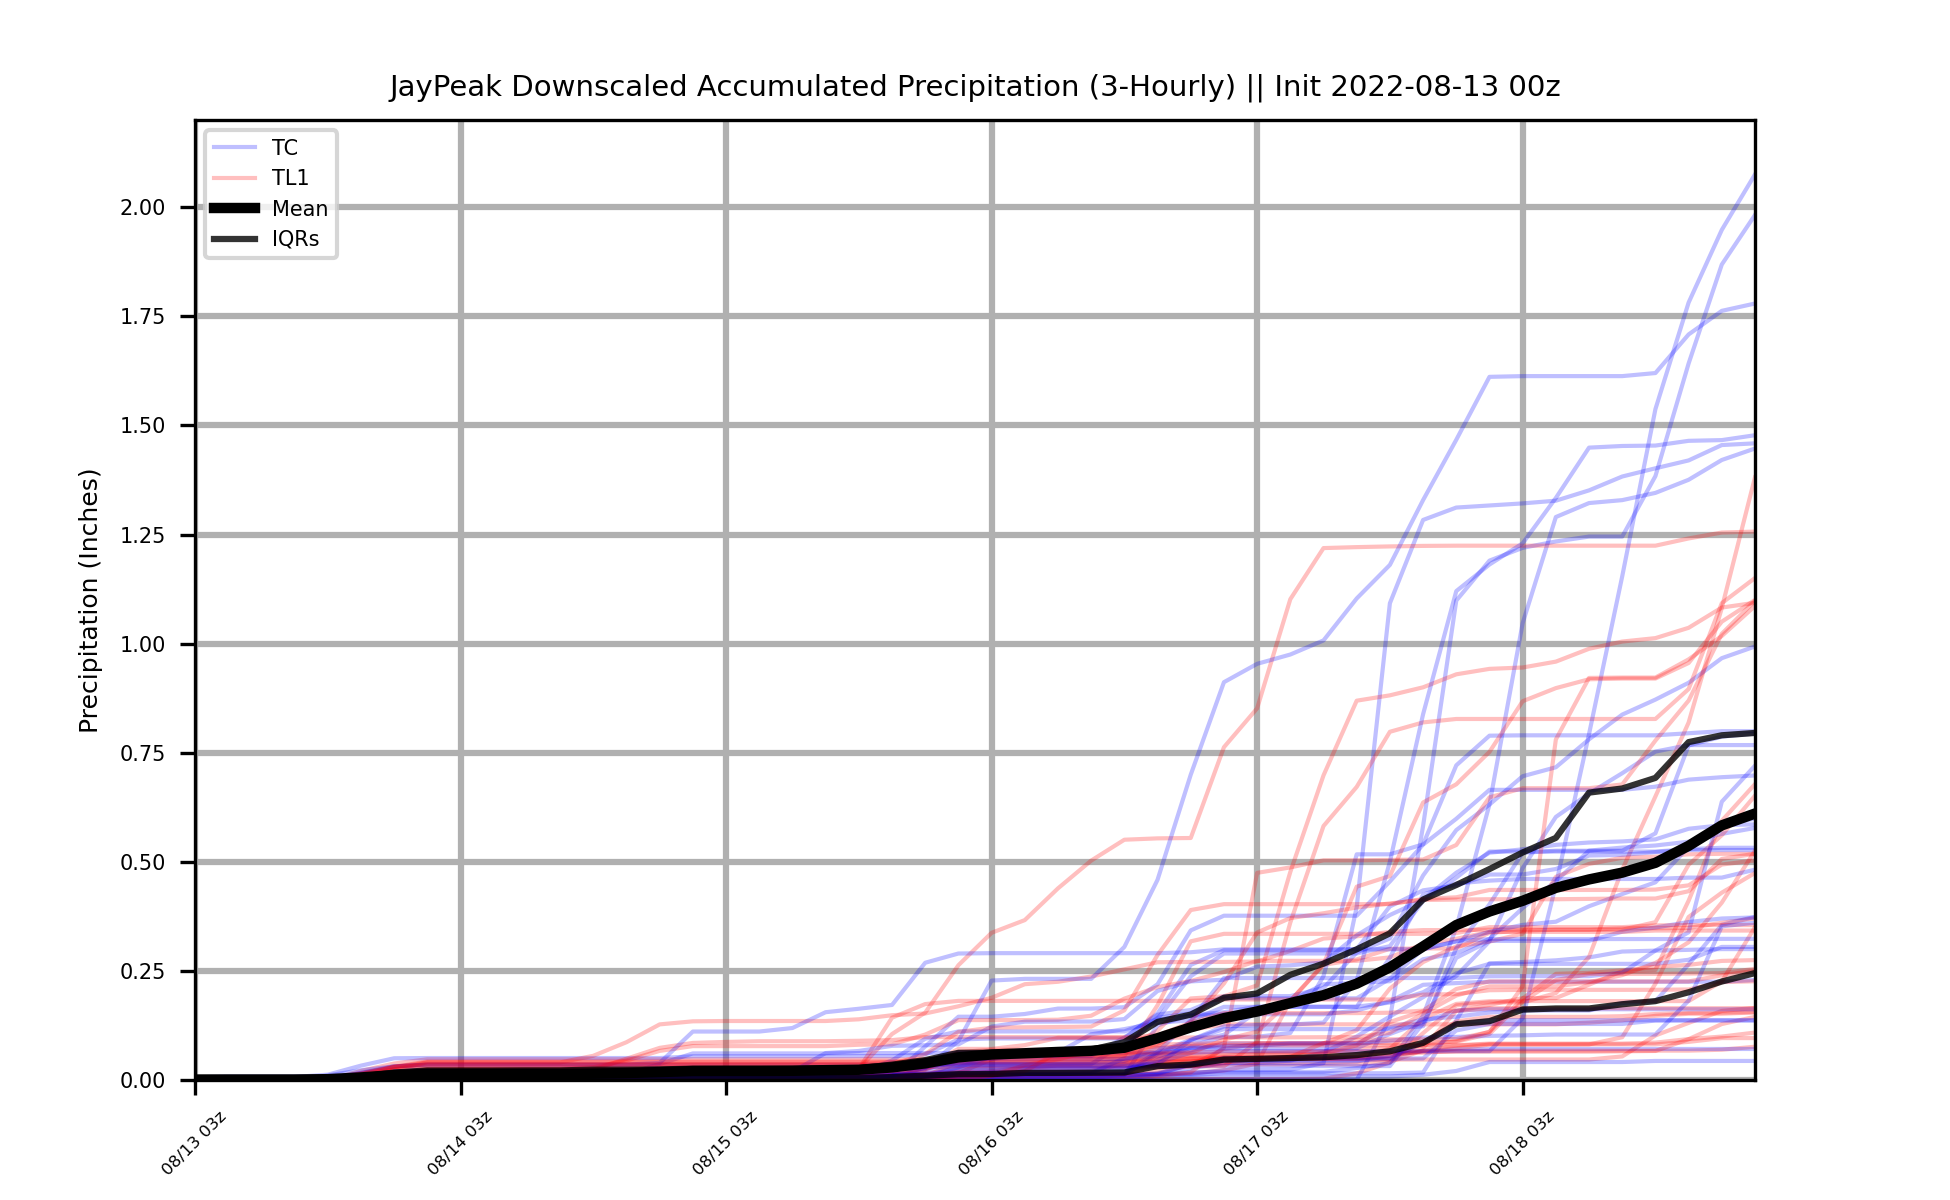 JayPeak Downscaled Accumulated Precipitation (3-Hourly) || Init 2022-08-13 00z
TC
TL1
Mean
IQRs
Precipitation (Inches)
2.00
1.75
1.50
1.25
1.00
0.75
0.50
0.25
0.00
08/13 03z
08/14 03z
08/15 03z
08/16 03z
08/17 03z
08/18 03z